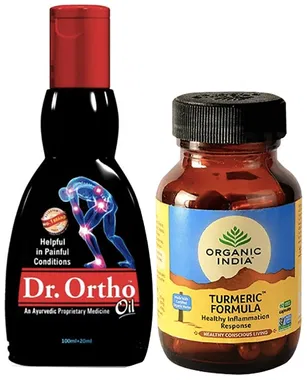 Helpful
in Painful
Conditions
Dr. Ortho
Oil
An Ayurvedic Proprietary Medicine
100ml+20ml
ORGANIC
INDIA
TURMERIC™
FORMULA
Healthy Inflammation
Response
HEALTHY CONSCIOUS LIVING